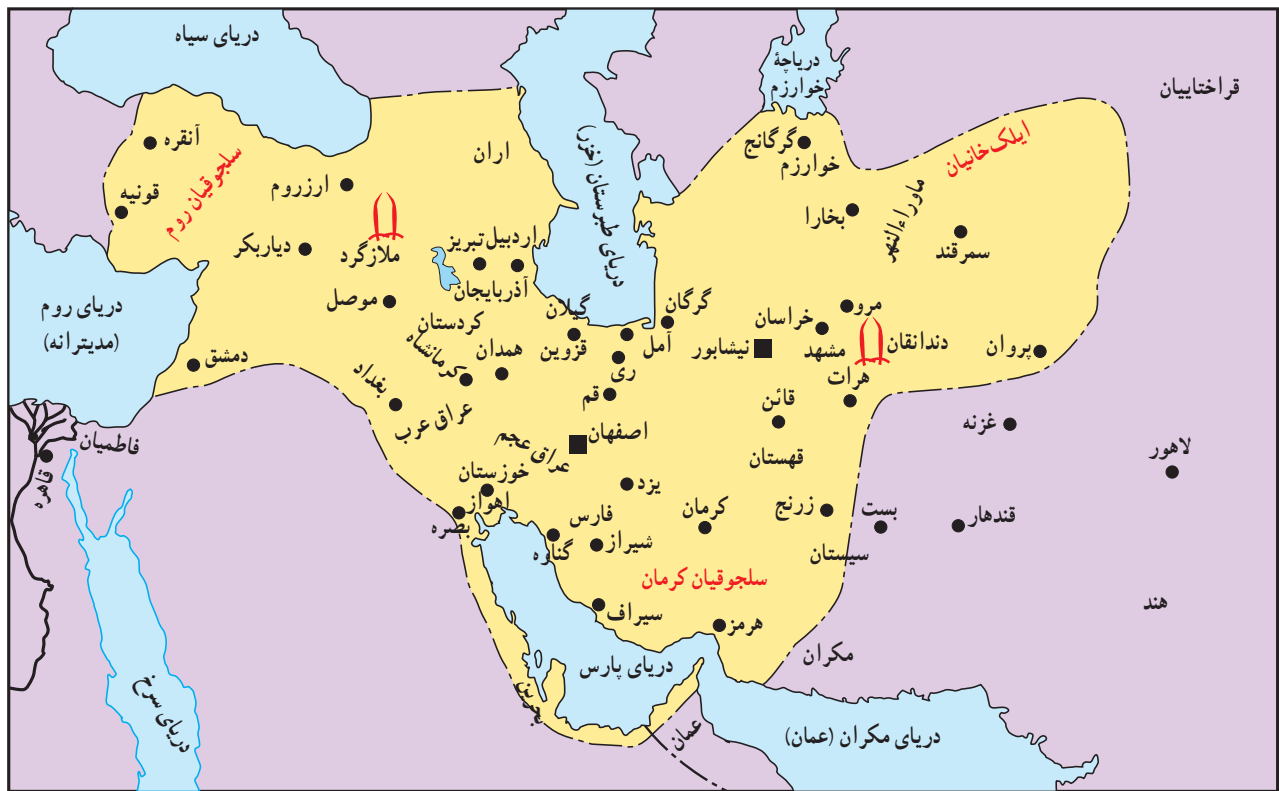 دریای سیاه
دریاچهٔ
خوارزم
قراختاییان
آنقره
سلجوقیان روم
قونیه
ارزروم
اران
دریای طبرستان (خزر)
گرگانج
خوارزم
ایلک‌خانیان
ماوراءالنهر
بخارا
سمرقند
دیاربکر
ملازگرد
تبریز
اردبیل
آذربایجان
موصل
دریای روم
(مدیترانه)
دمشق
کردستان
کرمانشاه
همدان
گیلان
قزوین
آمل
ری
قم
گرگان
نیشابور
خراسان
مشهد
مرو
دندانقان
هرات
پروان
بغداد
عراق عرب
عراق عجم
اصفهان
قائن
قهستان
غزنه
لاهور
فاطمیان
قاهره
خوزستان
اهواز
بصره
یزد
فارس
شیراز
گناوه
کرمان
زرنج
سیستان
بست
قندهار
سلجوقیان کرمان
سیراف
هرمز
هند
مکران
دریای پارس
بحرین
عمان
دریای مکران (عمان)
دریای سرخ